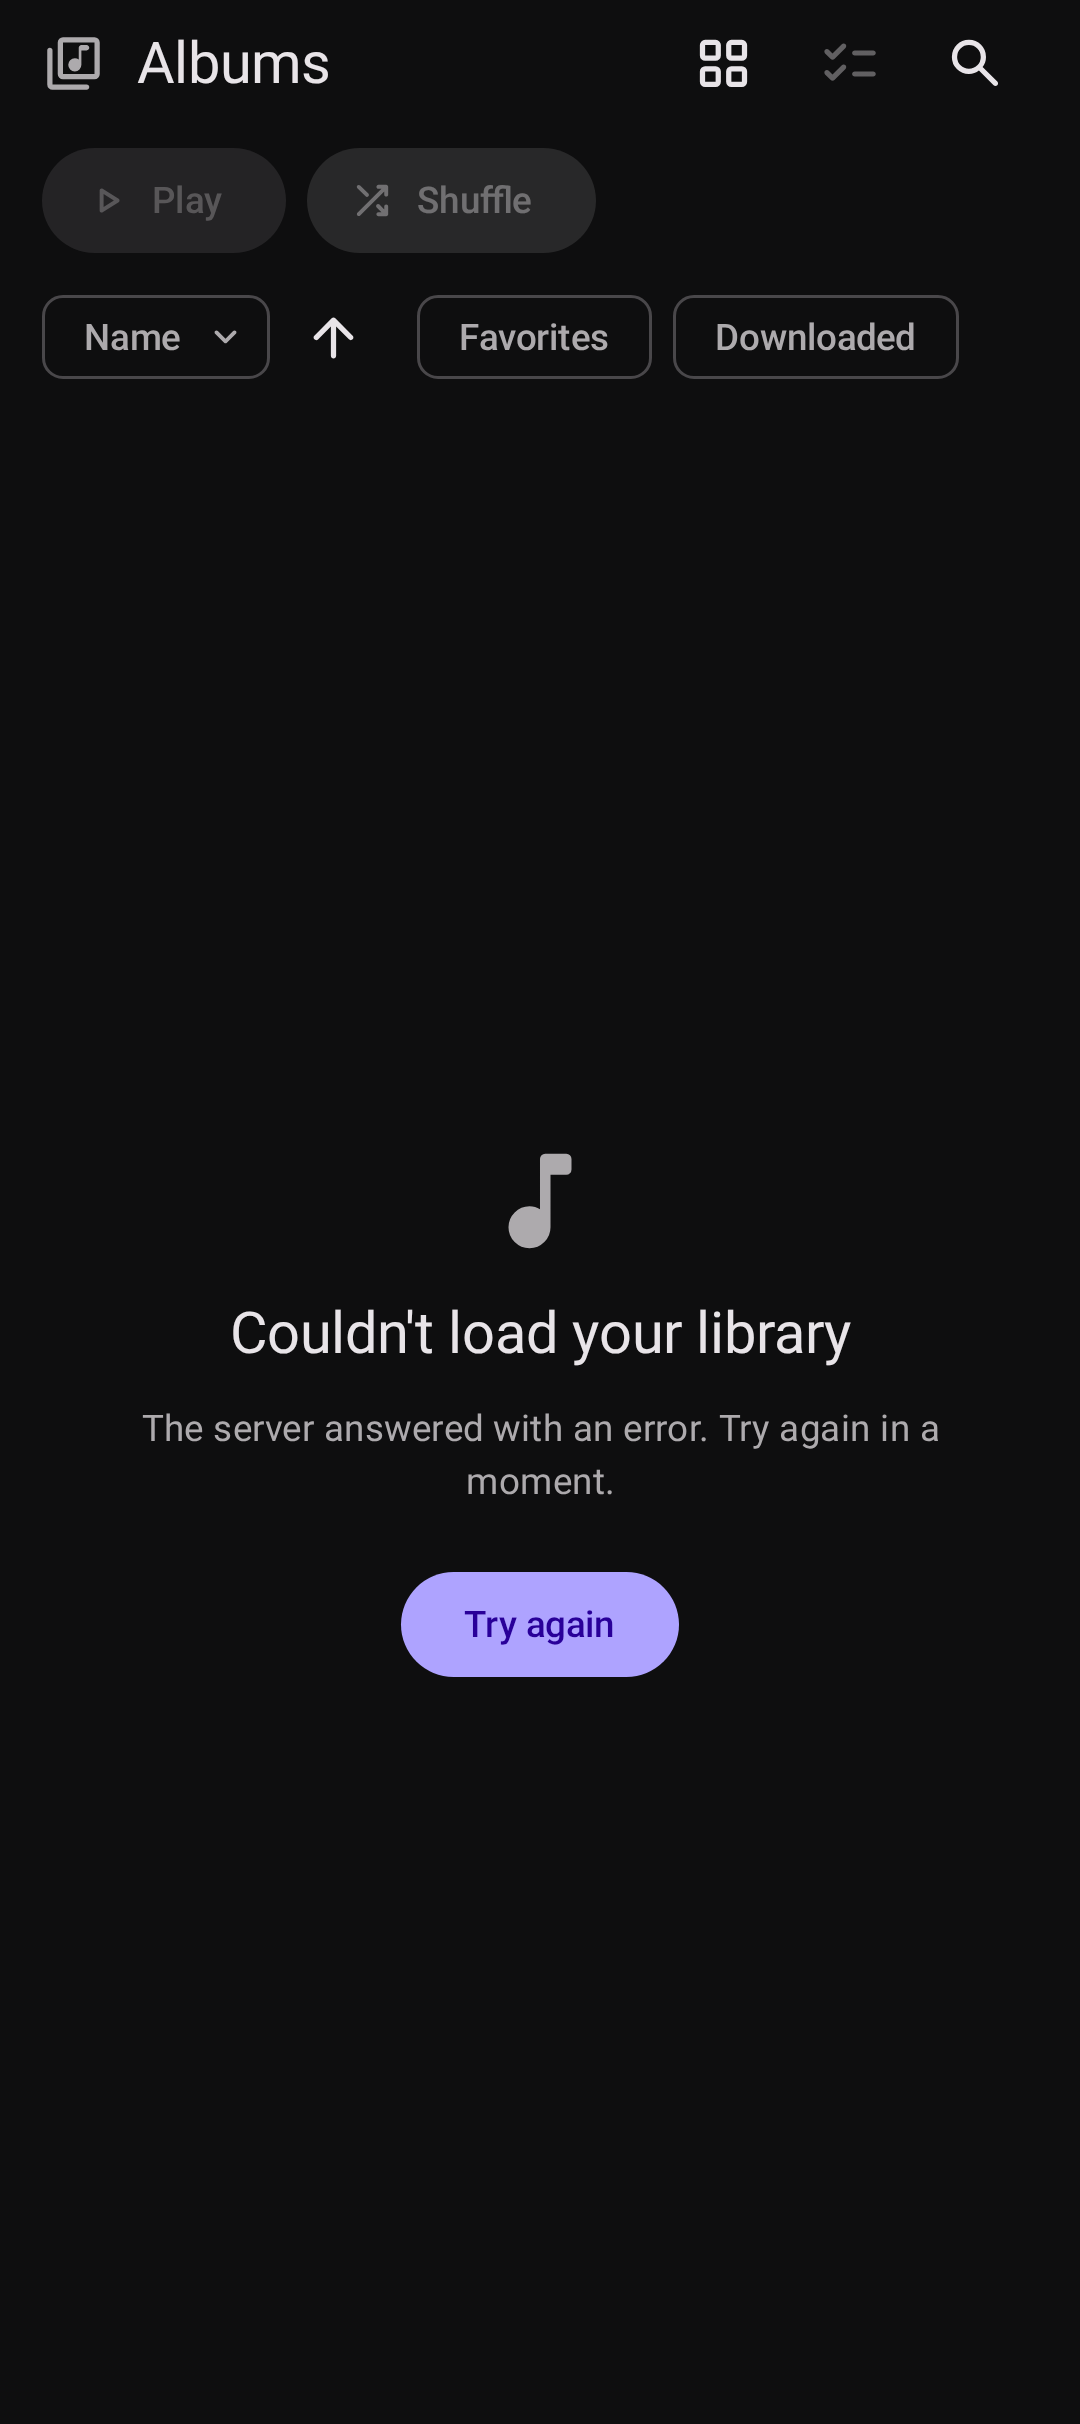 Albums
Play
Shuffle
Name
Favorites
Downloaded
Couldn't load your library
The server answered with an error. Try again in a
moment.
Try again